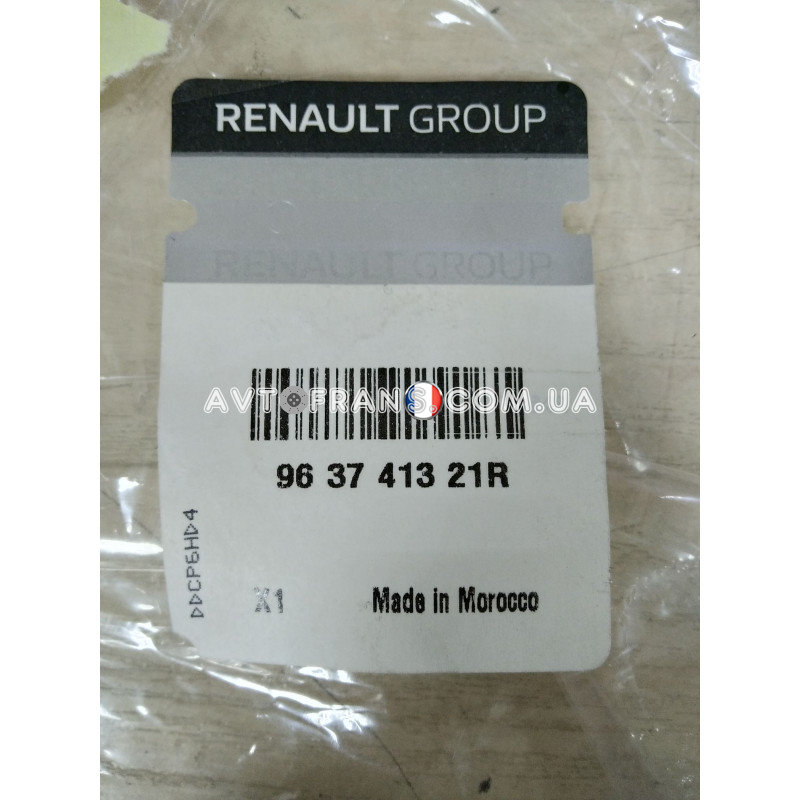 RENAULT GROUP
RENAULT GROUP
AVTOFRANS.COM.UA
96 37 413 21R
DDCP6HD4
X1 Made in Morocco